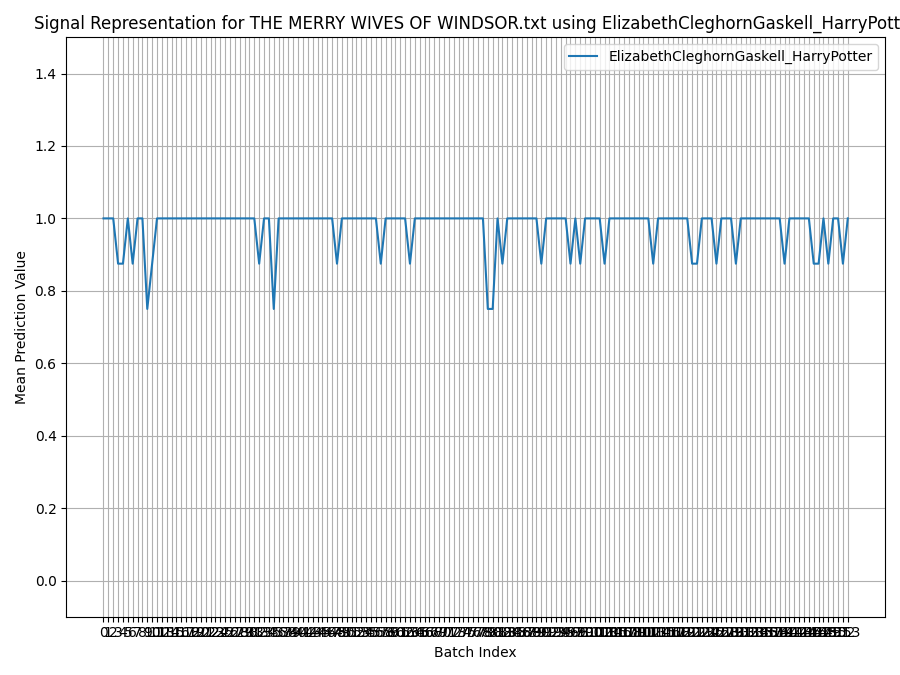 Signal Representation for THE MERRY WIVES OF WINDSOR.txt using ElizabethCleghornGaskell_HarryPott
ElizabethCleghornGaskell_HarryPotter
1.4
1.2
1.0
0.8
0.6
0.4
0.2
0.0
Mean Prediction Value
Batch Index